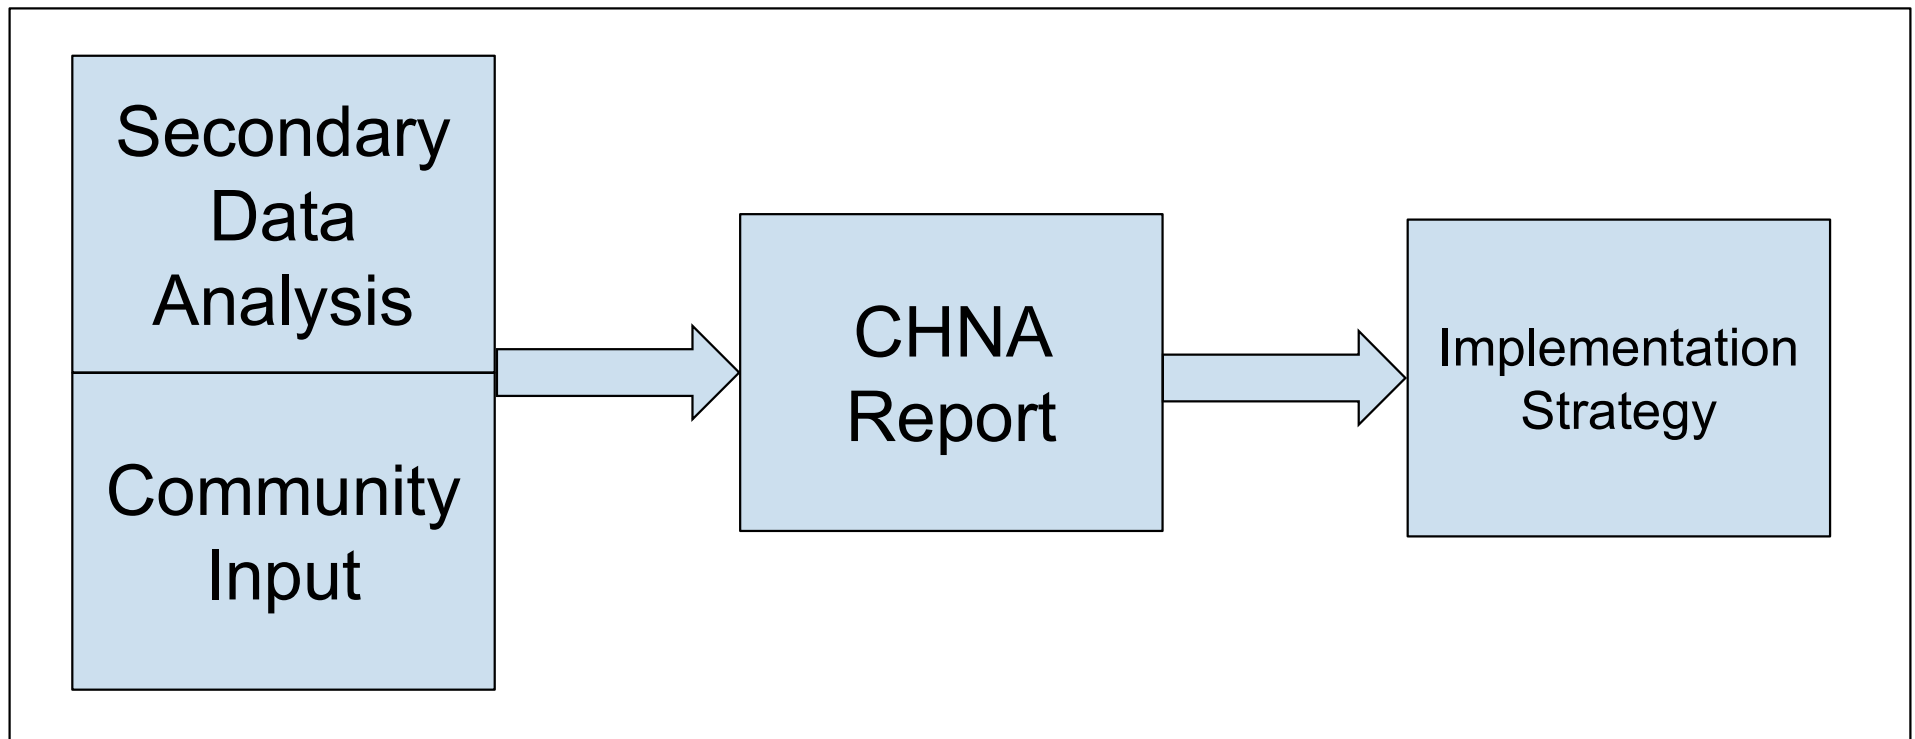 Secondary
Data
Analysis
Community
Input
CHNA
Report
Implementation
Strategy